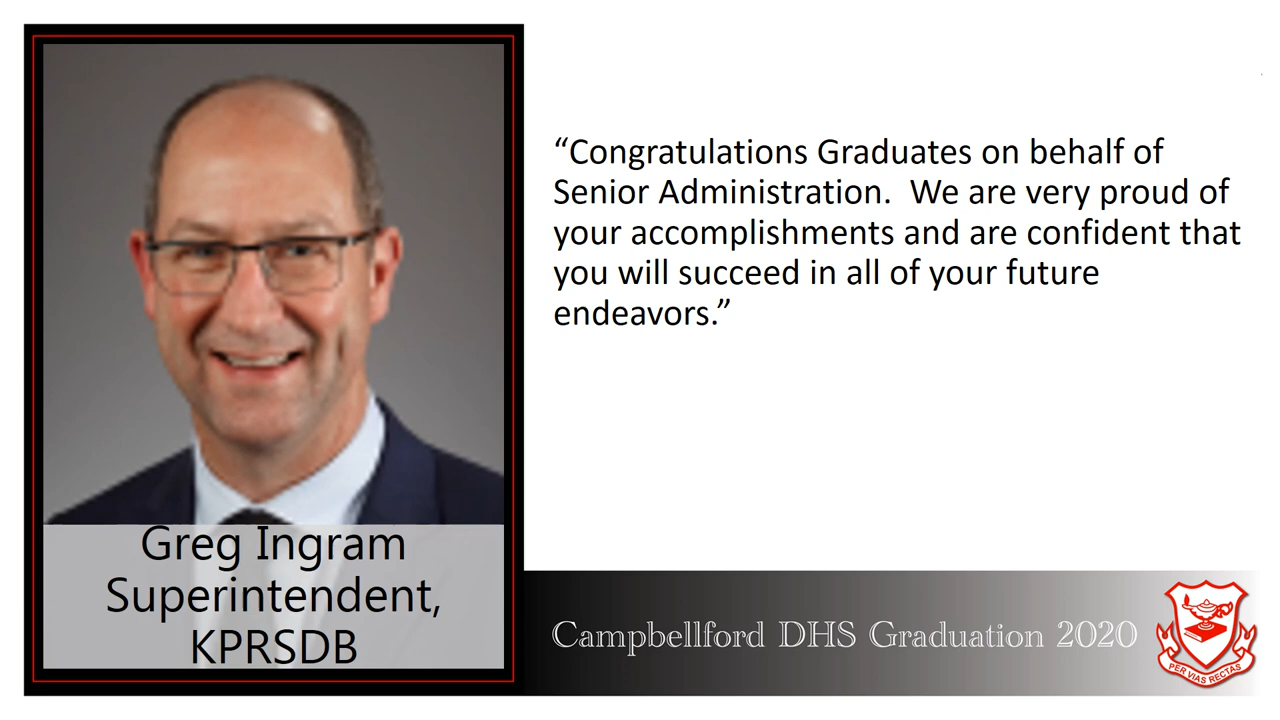 “Congratulations Graduates on behalf of
Senior Administration.  We are very proud of
your accomplishments and are confident that
you will succeed in all of your future
endeavors.”
Greg Ingram
Superintendent,
KPRSDB
Campbellford DHS Graduation 2020
PER VIAS RECTAS